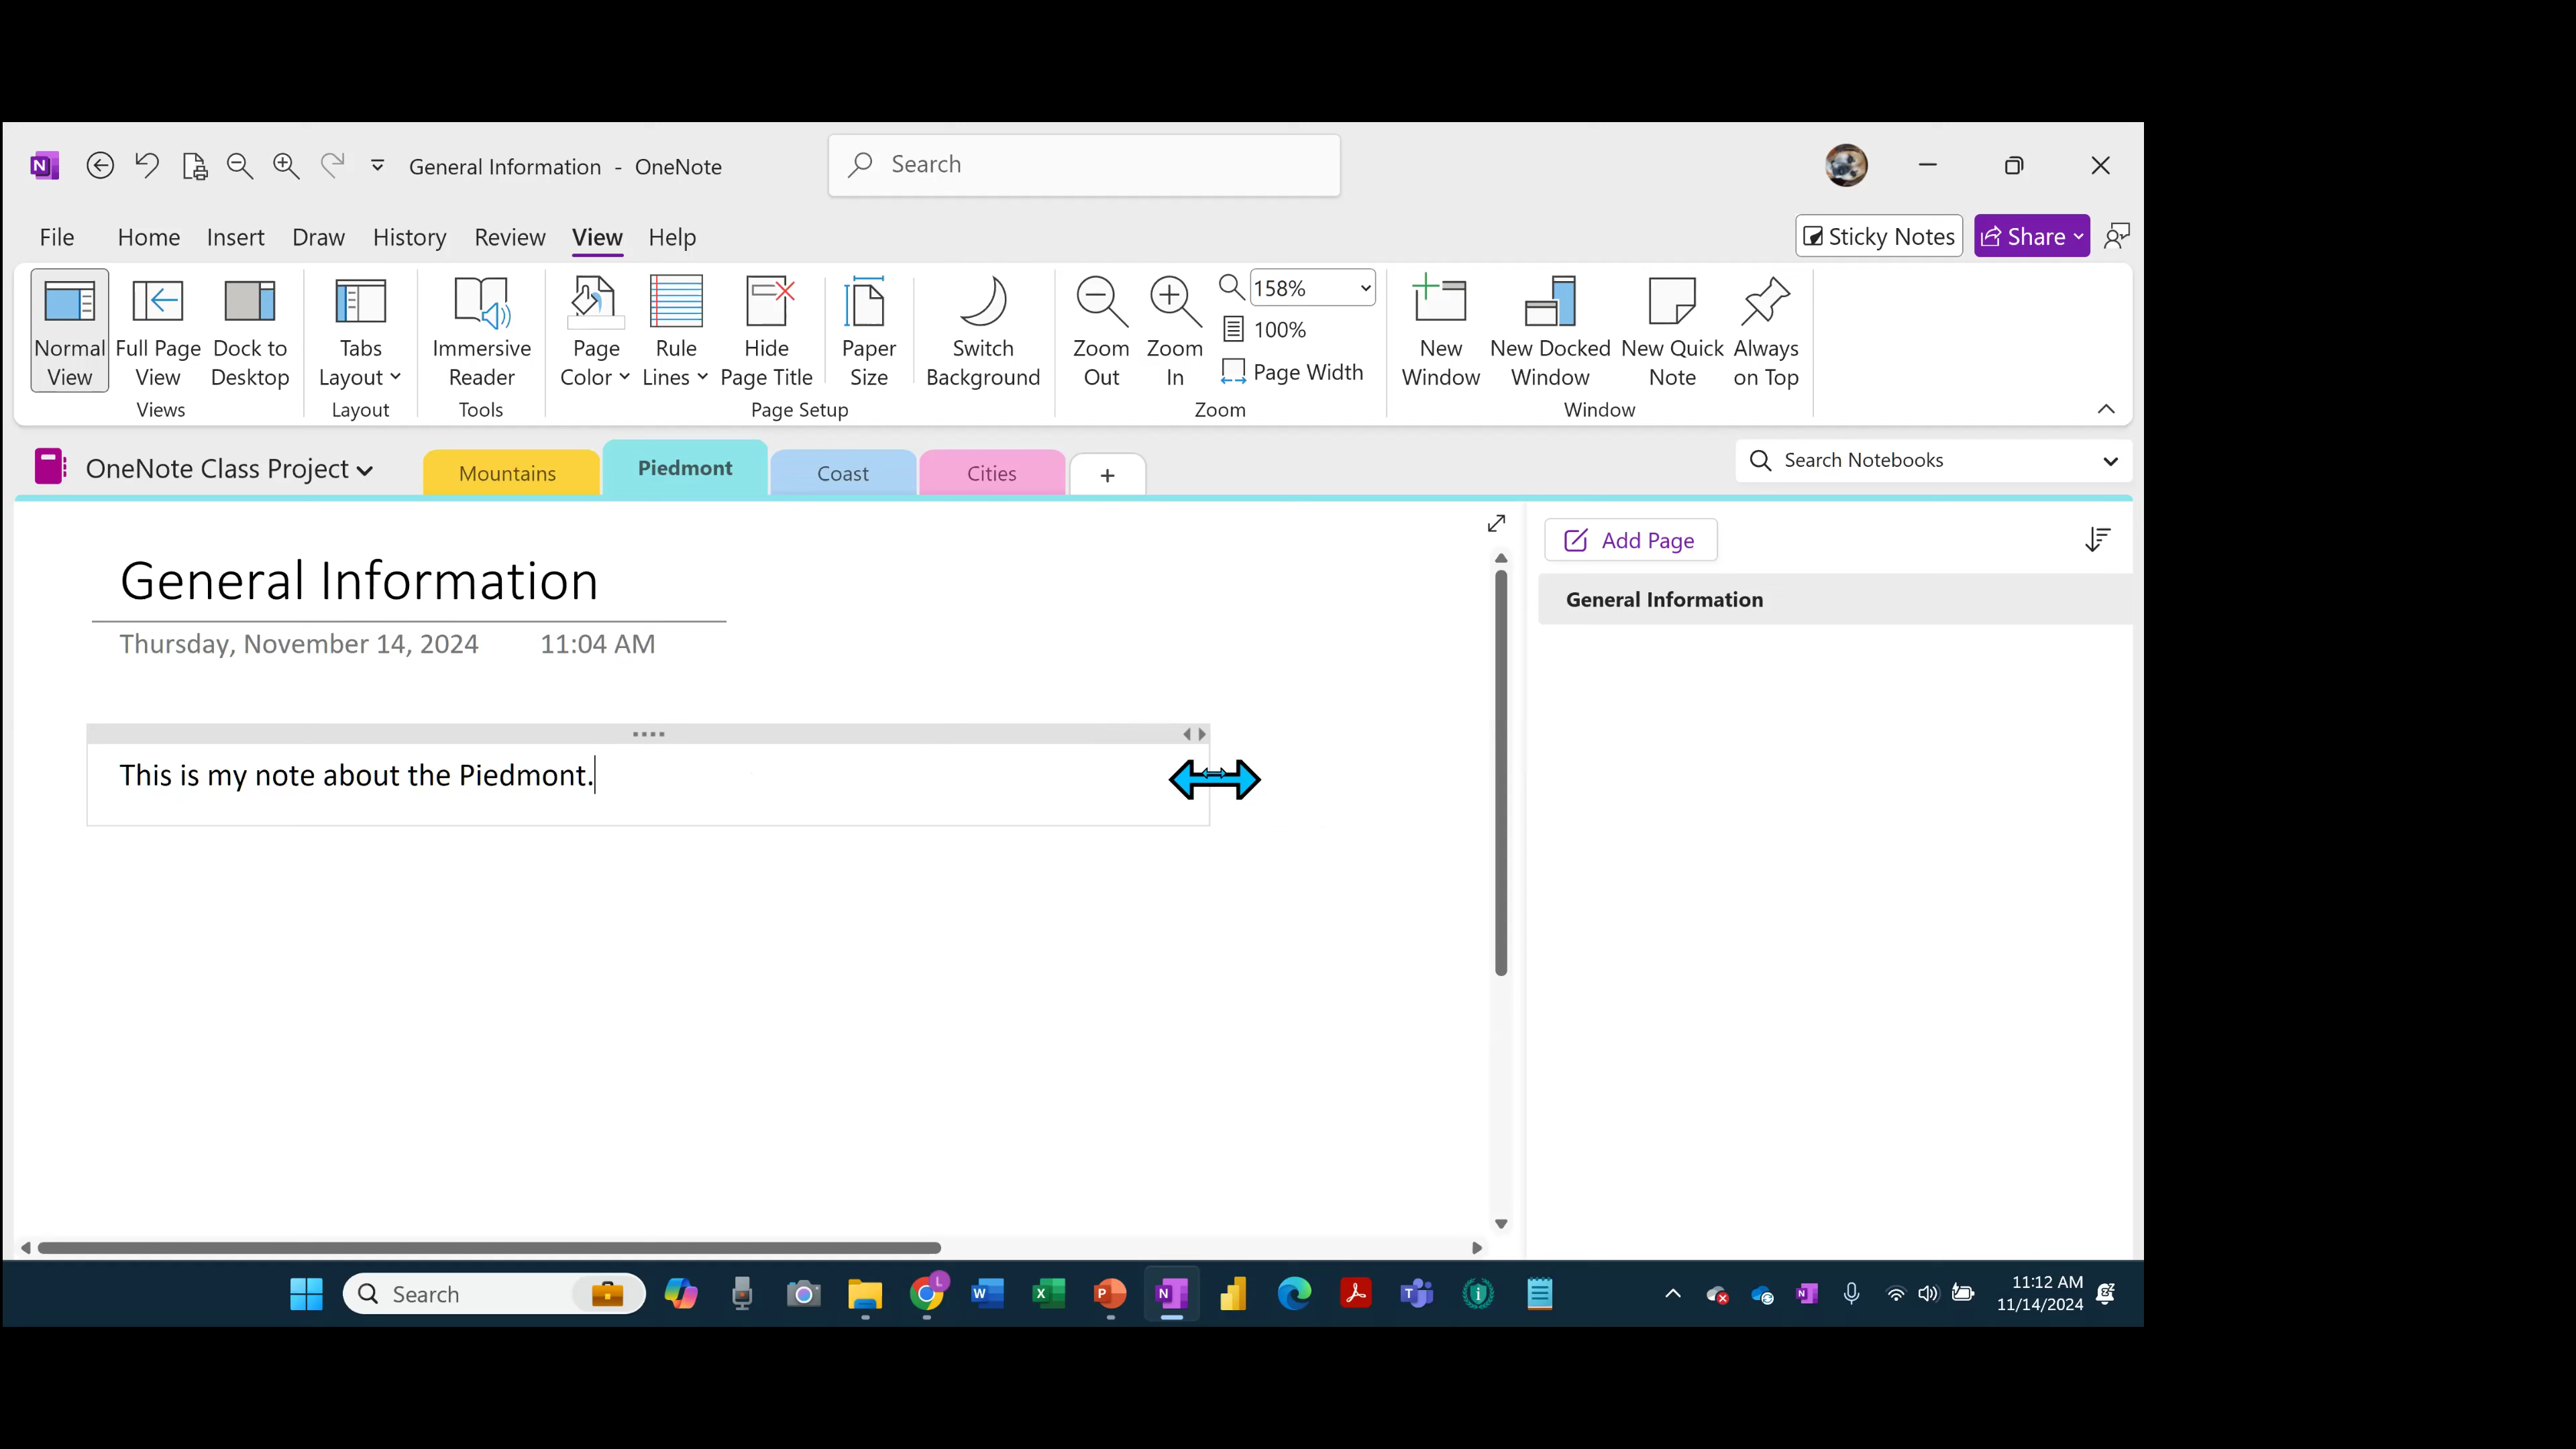 General Information - OneNote
Search
File Home Insert Draw History Review View Help
Sticky Notes Share
Normal View Full Page View Dock to Desktop
Views
Tabs Layout
Layout
Immersive Reader
Tools
Page Color Rule Lines Hide Page Title Paper Size Switch Background
Page Setup
Zoom Out Zoom In 158% 100% Page Width
Zoom
New Window New Docked Window New Quick Note Always on Top
Window
OneNote Class Project Mountains Piedmont Coast Cities +
Search Notebooks
General Information
Thursday, November 14, 2024 11:04 AM
This is my note about the Piedmont.
Add Page
General Information
Search
11:12 AM
11/14/2024